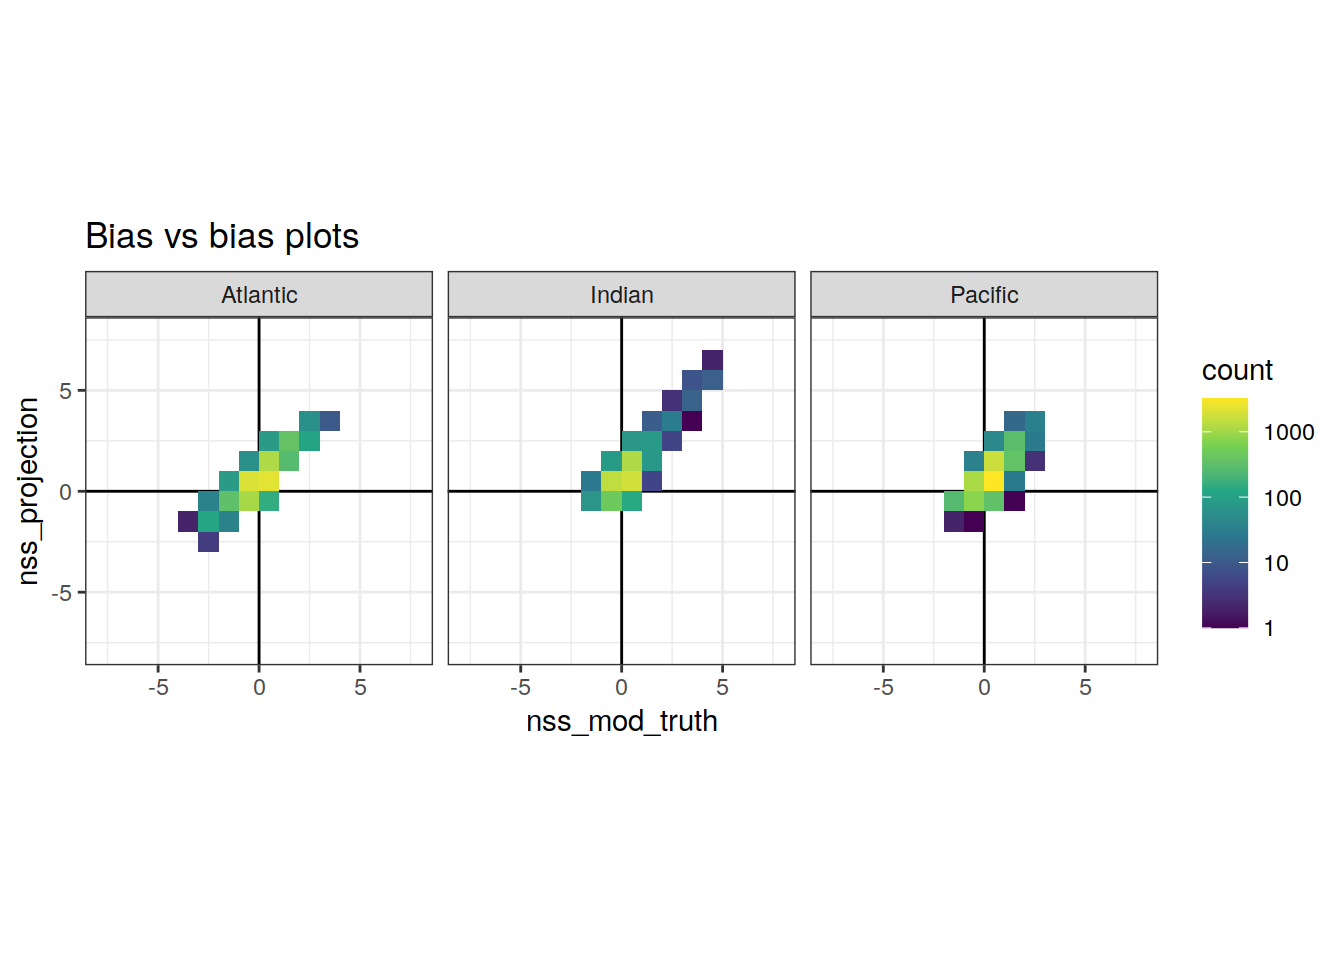 Bias vs bias plots
Atlantic
Indian
Pacific
nss_projection
5
0
-5
-5 0 5
-5 0 5
-5 0 5
nss_mod_truth
count
1000
100
10
1